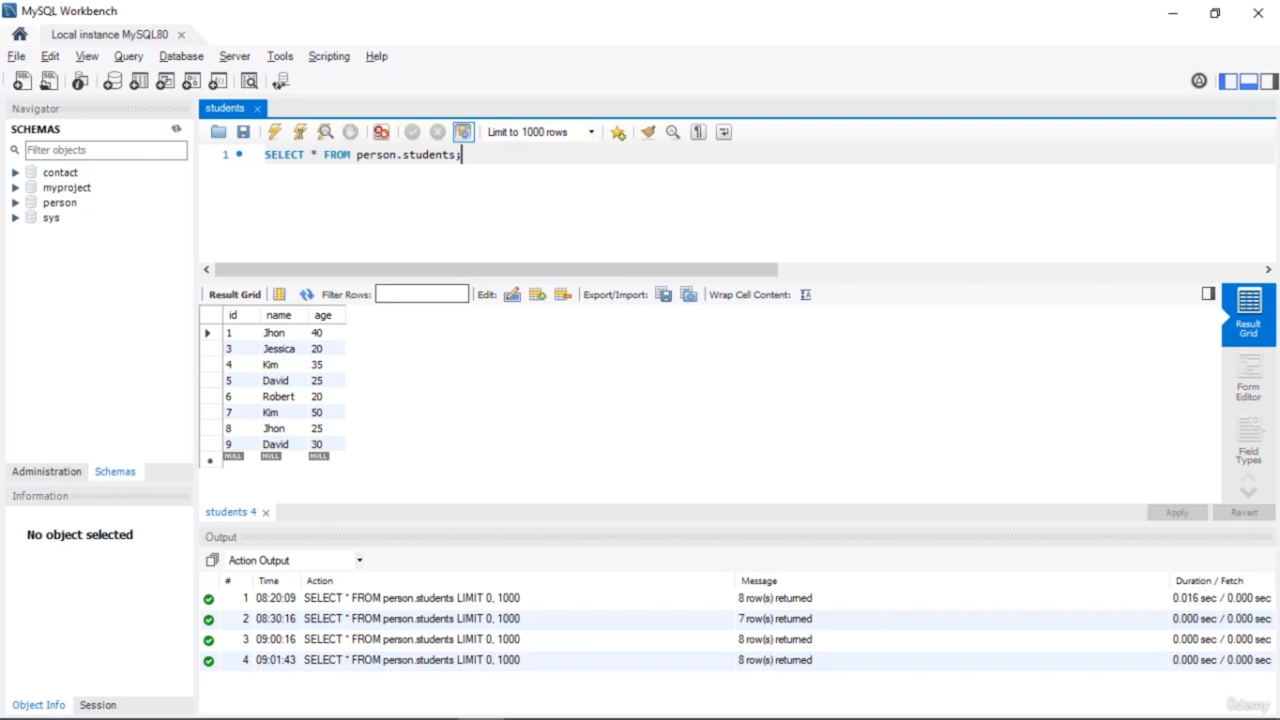 MySQL Workbench
Local instance MySQL80
File Edit View Query Database Server Tools Scripting Help
Navigator
SCHEMAS
Filter objects
contact
myproject
person
sys
Administration Schemas
Information
No object selected
Object Info Session
students
Limit to 1000 rows
1 SELECT * FROM person.students;
Result Grid Filter Rows: Edit: Export/Import: Wrap Cell Content:
id name age
1 Jhon 40
3 Jessica 20
4 Kim 35
5 David 25
6 Robert 20
7 Kim 50
8 Jhon 25
9 David 30
NULL NULL NULL
Result
Grid
Form
Editor
Field
Types
students 4
Apply Revert
Output
Action Output
# Time Action Message Duration / Fetch
1 08:20:09 SELECT * FROM person.students LIMIT 0, 1000 8 row(s) returned 0.016 sec / 0.000 sec
2 08:30:16 SELECT * FROM person.students LIMIT 0, 1000 7 row(s) returned 0.000 sec / 0.000 sec
3 09:00:16 SELECT * FROM person.students LIMIT 0, 1000 8 row(s) returned 0.000 sec / 0.000 sec
4 09:01:43 SELECT * FROM person.students LIMIT 0, 1000 8 row(s) returned 0.000 sec / 0.000 sec
ûdemy